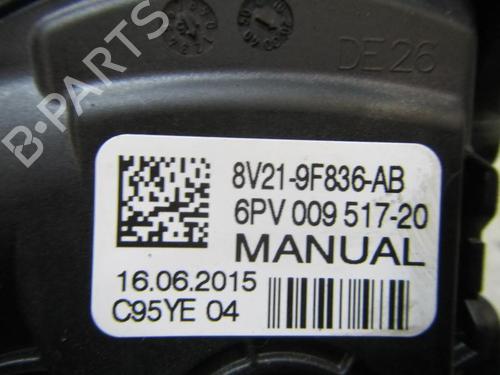 DE26
B-PARTS
8V21-9F836-AB
6PV 009 517-20
MANUAL
16.06.2015
C95YE 04